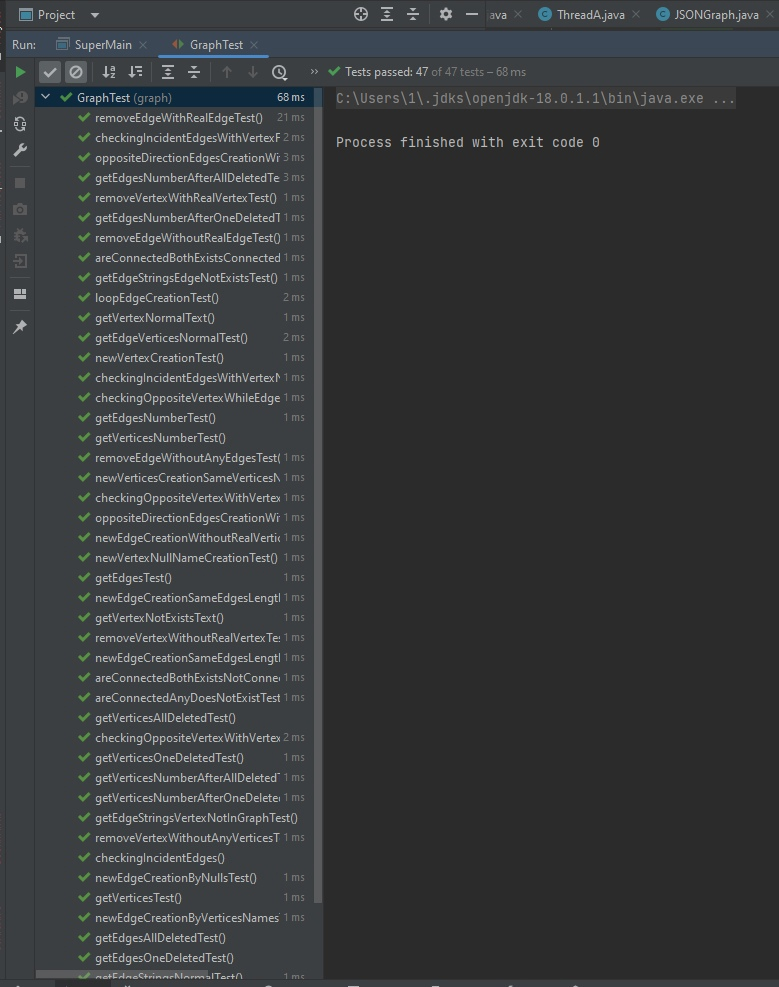 Project
ava ThreadA.java JSONGraph.java
Run: SuperMain GraphTest
» Tests passed: 47 of 47 tests – 68 ms
GraphTest (graph) 68 ms
C:\Users\1\.jdks\openjdk-18.0.1.1\bin\java.exe ...
Process finished with exit code 0
removeEdgeWithRealEdgeTest() 21 ms
checkingIncidentEdgesWithVertexF 2 ms
oppositeDirectionEdgesCreationWi 3 ms
getEdgesNumberAfterAllDeletedTe 3 ms
removeVertexWithRealVertexTest() 1 ms
getEdgesNumberAfterOneDeletedT 1 ms
removeEdgeWithoutRealEdgeTest() 1 ms
areConnectedBothExistsConnected 1 ms
getEdgeStringsEdgeNotExistsTest() 1 ms
loopEdgeCreationTest() 2 ms
getVertexNormalText() 1 ms
getEdgeVerticesNormalTest() 2 ms
newVertexCreationTest() 1 ms
checkingIncidentEdgesWithVertexN 1 ms
checkingOppositeVertexWhileEdge 1 ms
getEdgesNumberTest() 1 ms
getVerticesNumberTest()
removeEdgeWithoutAnyEdgesTest( 1 ms
newVerticesCreationSameVerticesN 1 ms
checkingOppositeVertexWithVertex 1 ms
oppositeDirectionEdgesCreationWi 1 ms
newEdgeCreationWithoutRealVertic 1 ms
newVertexNullNameCreationTest() 1 ms
getEdgesTest() 1 ms
newEdgeCreationSameEdgesLengtl 1 ms
getVertexNotExistsText() 1 ms
removeVertexWithoutRealVertexTe 1 ms
newEdgeCreationSameEdgesLengtl 1 ms
areConnectedBothExistsNotConne 1 ms
areConnectedAnyDoesNotExistTest 1 ms
getVerticesAllDeletedTest()
checkingOppositeVertexWithVertex 2 ms
getVerticesOneDeletedTest() 1 ms
getVerticesNumberAfterAllDeleted 1 ms
getVerticesNumberAfterOneDelete 1 ms
getEdgeStringsVertexNotInGraphTest()
removeVertexWithoutAnyVerticesT 1 ms
checkingIncidentEdges()
newEdgeCreationByNullsTest() 1 ms
getVerticesTest() 1 ms
newEdgeCreationByVerticesNames 1 ms
getEdgesAllDeletedTest()
getEdgesOneDeletedTest()
getEdgeStringsNormalTest() 1 ms